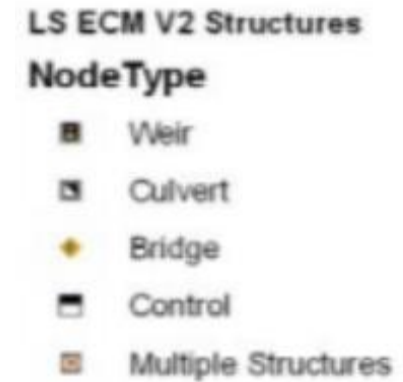 LS ECM V2 Structures
NodeType
Weir
Culvert
Bridge
Control
Multiple Structures